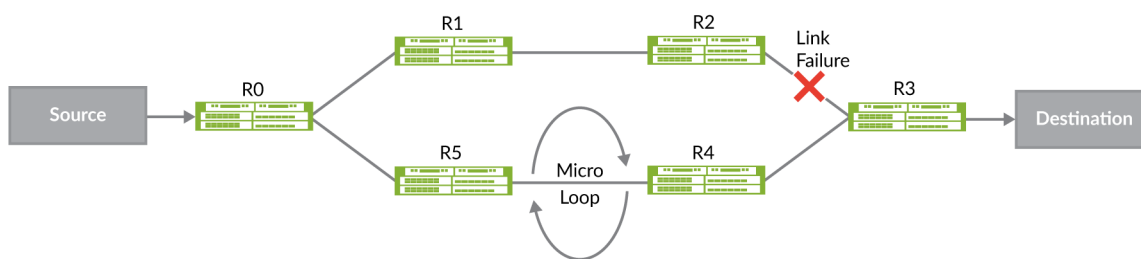 R1
R2
Link
Failure
R0
R3
Source
Destination
R5
Micro
Loop
R4